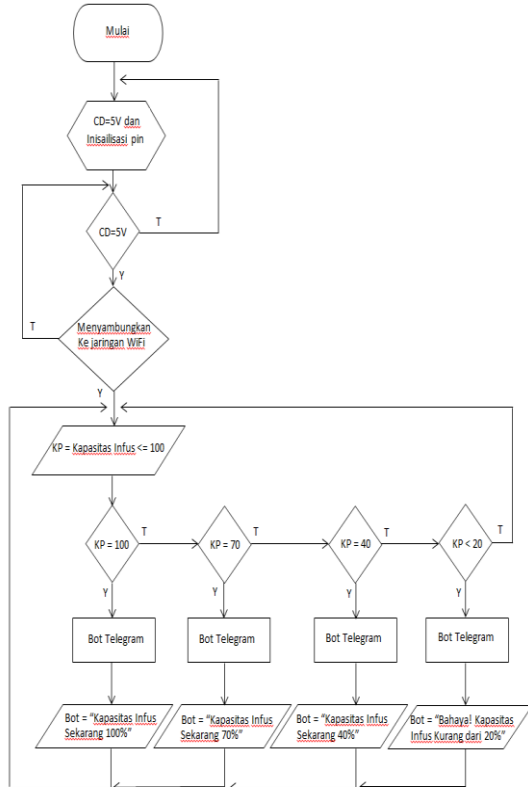 Mulai
CD=5V dan
Inisailisasi pin
T
CD=5V
Y
T
Menyambungkan
Ke jaringan WiFi
Y
KP = Kapasitas Infus <= 100
KP = 100
T
KP = 70
T
KP = 40
T
KP < 20
T
Y
Y
Y
Y
Bot Telegram
Bot Telegram
Bot Telegram
Bot Telegram
Bot = “Kapasitas Infus
Sekarang 100%”
Bot = “Kapasitas Infus
Sekarang 70%”
Bot = “Kapasitas Infus
Sekarang 40%”
Bot = “Bahaya! Kapasitas
Infus Kurang dari 20%”